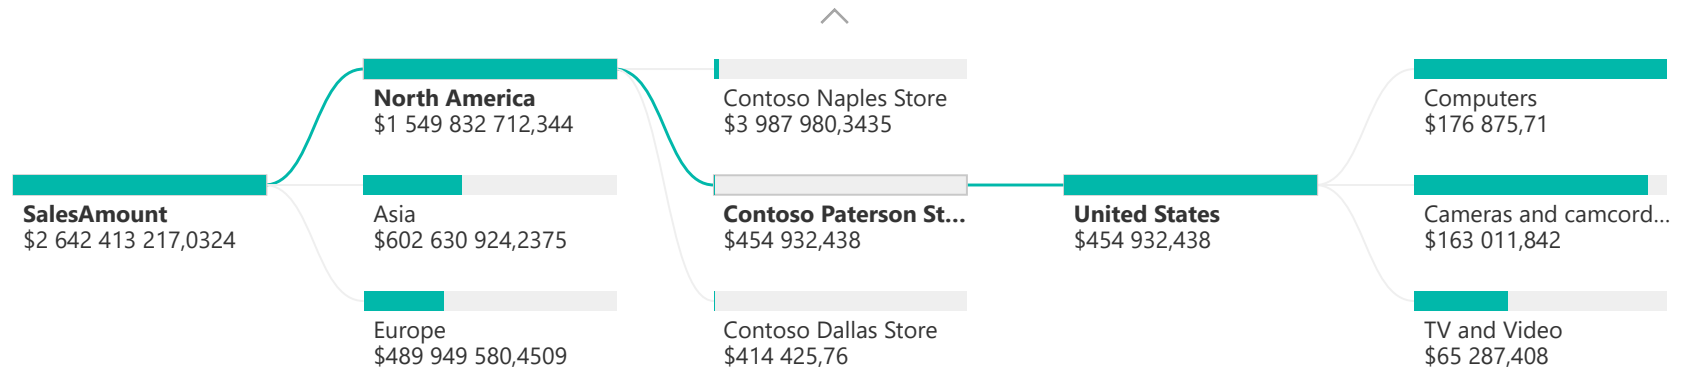 SalesAmount
$2 642 413 217,0324
North America
$1 549 832 712,344
Asia
$602 630 924,2375
Europe
$489 949 580,4509
Contoso Naples Store
$3 987 980,3435
Contoso Paterson St...
$454 932,438
Contoso Dallas Store
$414 425,76
United States
$454 932,438
Computers
$176 875,71
Cameras and camcord...
$163 011,842
TV and Video
$65 287,408